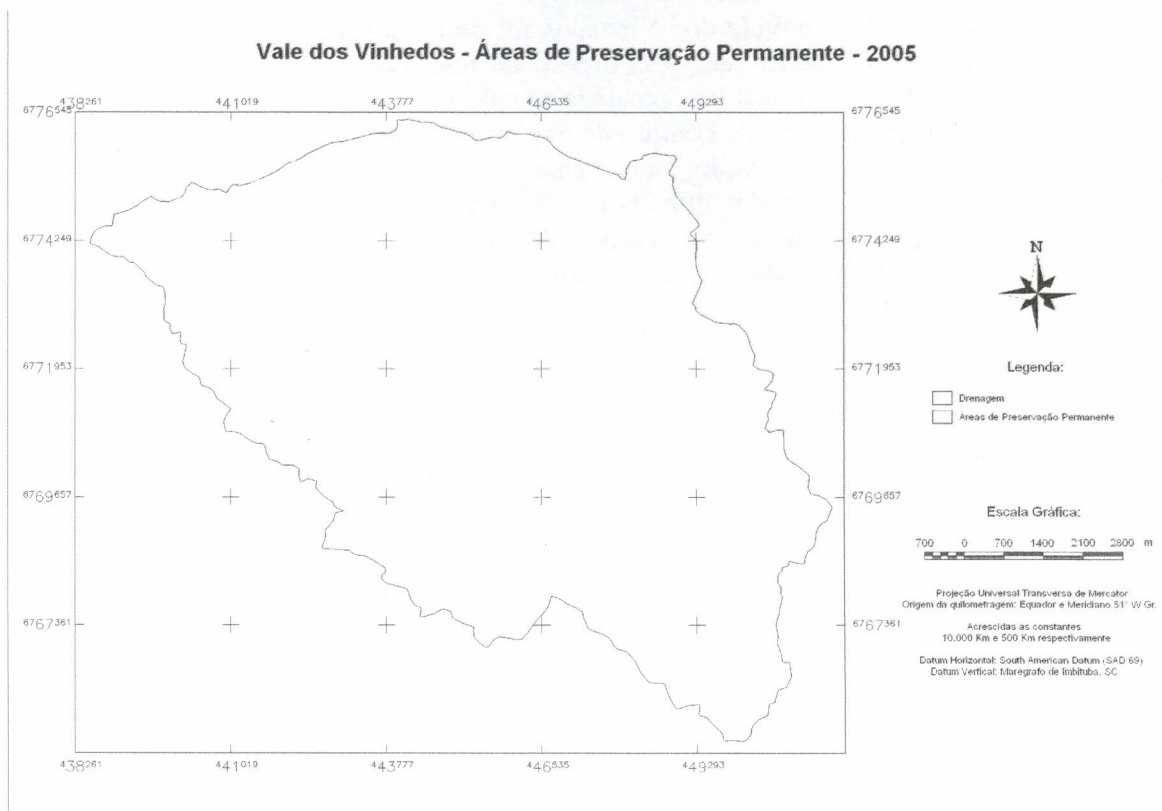 Vale dos Vinhedos - Áreas de Preservação Permanente - 2005
438261 441019 443777 446535 449293
6776545 6776545
6774249 6774249
N
6771953 6771953
Legenda:
Drenagem
Áreas de Preservação Permanente
6769657 6769657
Escala Gráfica:
700 0 700 1400 2100 2800 m
Projeção Universal Transversa de Mercator
Origem da quilometragem: Equador e Meridiano 51° W Gr.
6767361 6767361
Acrescidas as constantes
10.000 Km e 500 Km respectivamente
Datum Horizontal: South American Datum (SAD 69)
Datum Vertical: Marégrafo de Imbituba, SC
438261 441019 443777 446535 449293